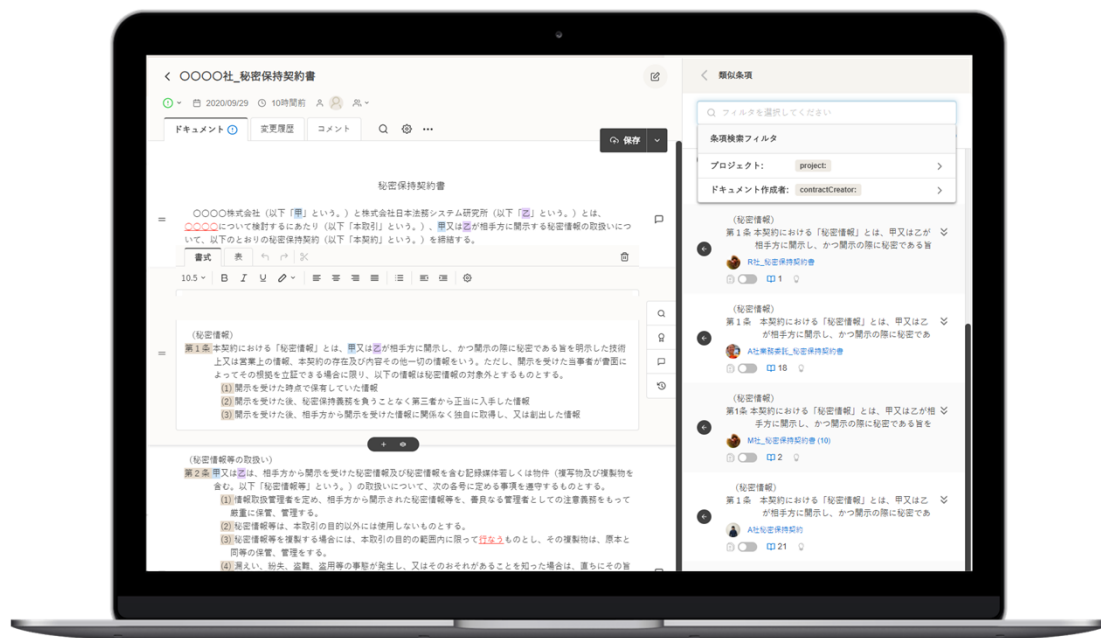 〇〇〇〇社_秘密保持契約書
2020/09/29 10時間前
ドキュメント 変更履歴 コメント
保存
秘密保持契約書
〇〇〇〇株式会社（以下「甲」という。）と株式会社日本法務システム研究所（以下「乙」という。）とは、
〇〇〇〇について検討するにあたり（以下「本取引」という。）、甲又は乙が相手方に開示する秘密情報の取扱いにつ
いて、以下のとおりの秘密保持契約（以下「本契約」という。）を締結する。
書式 表
10.5 B I U
（秘密情報）
第１条 本契約における「秘密情報」とは、甲又は乙が相手方に開示し、かつ開示の際に秘密である旨を明示した技術
上又は営業上の情報、本契約の存在及び内容その他一切の情報をいう。ただし、開示を受けた当事者が書面に
よってその根拠を立証できる場合に限り、以下の情報は秘密情報の対象外とするものとする。
(1) 開示を受けた時点で保有していた情報
(2) 開示を受けた後、秘密保持義務を負うことなく第三者から正当に入手した情報
(3) 開示を受けた後、相手方から開示を受けた情報に関係なく独自に取得し、又は創出した情報
（秘密情報等の取扱い）
第２条 甲又は乙は、相手方から開示を受けた秘密情報及び秘密情報を含む記録媒体若しくは物件（複写物及び複製物を
含む。以下「秘密情報等」という。）の取扱いについて、次の各号に定める事項を遵守するものとする。
(1) 情報取扱管理者を定め、相手方から開示された秘密情報等を、善良なる管理者としての注意義務をもって
厳重に保管、管理する。
(2) 秘密情報等は、本取引の目的以外には使用しないものとする。
(3) 秘密情報等を複製する場合には、本取引の目的の範囲内に限って行なうものとし、その複製物は、原本と
同等の保管、管理をする。
(4) 漏えい、紛失、盗難、盗用等の事態が発生し、又はそのおそれがあることを知った場合は、直ちにその旨
類似条項
フィルタを選択してください
条項検索フィルタ
プロジェクト: project:
ドキュメント作成者: contractCreator:
（秘密情報）
第１条 本契約における「秘密情報」とは、甲又は乙が
相手方に開示し、かつ開示の際に秘密である旨
R社_秘密保持契約書
1
（秘密情報）
第１条 本契約における「秘密情報」とは、甲又は乙
が相手方に開示し、かつ開示の際に秘密であ
A社業務委託_秘密保持契約書
18
（秘密情報）
第1条 本契約における「秘密情報」とは、甲又は乙が相
手方に開示し、かつ開示の際に秘密である旨を
M社_秘密保持契約書 (10)
2
（秘密情報）
第１条 本契約における「秘密情報」とは、甲又は乙
が相手方に開示し、かつ開示の際に秘密であ
A社秘密保持契約
21